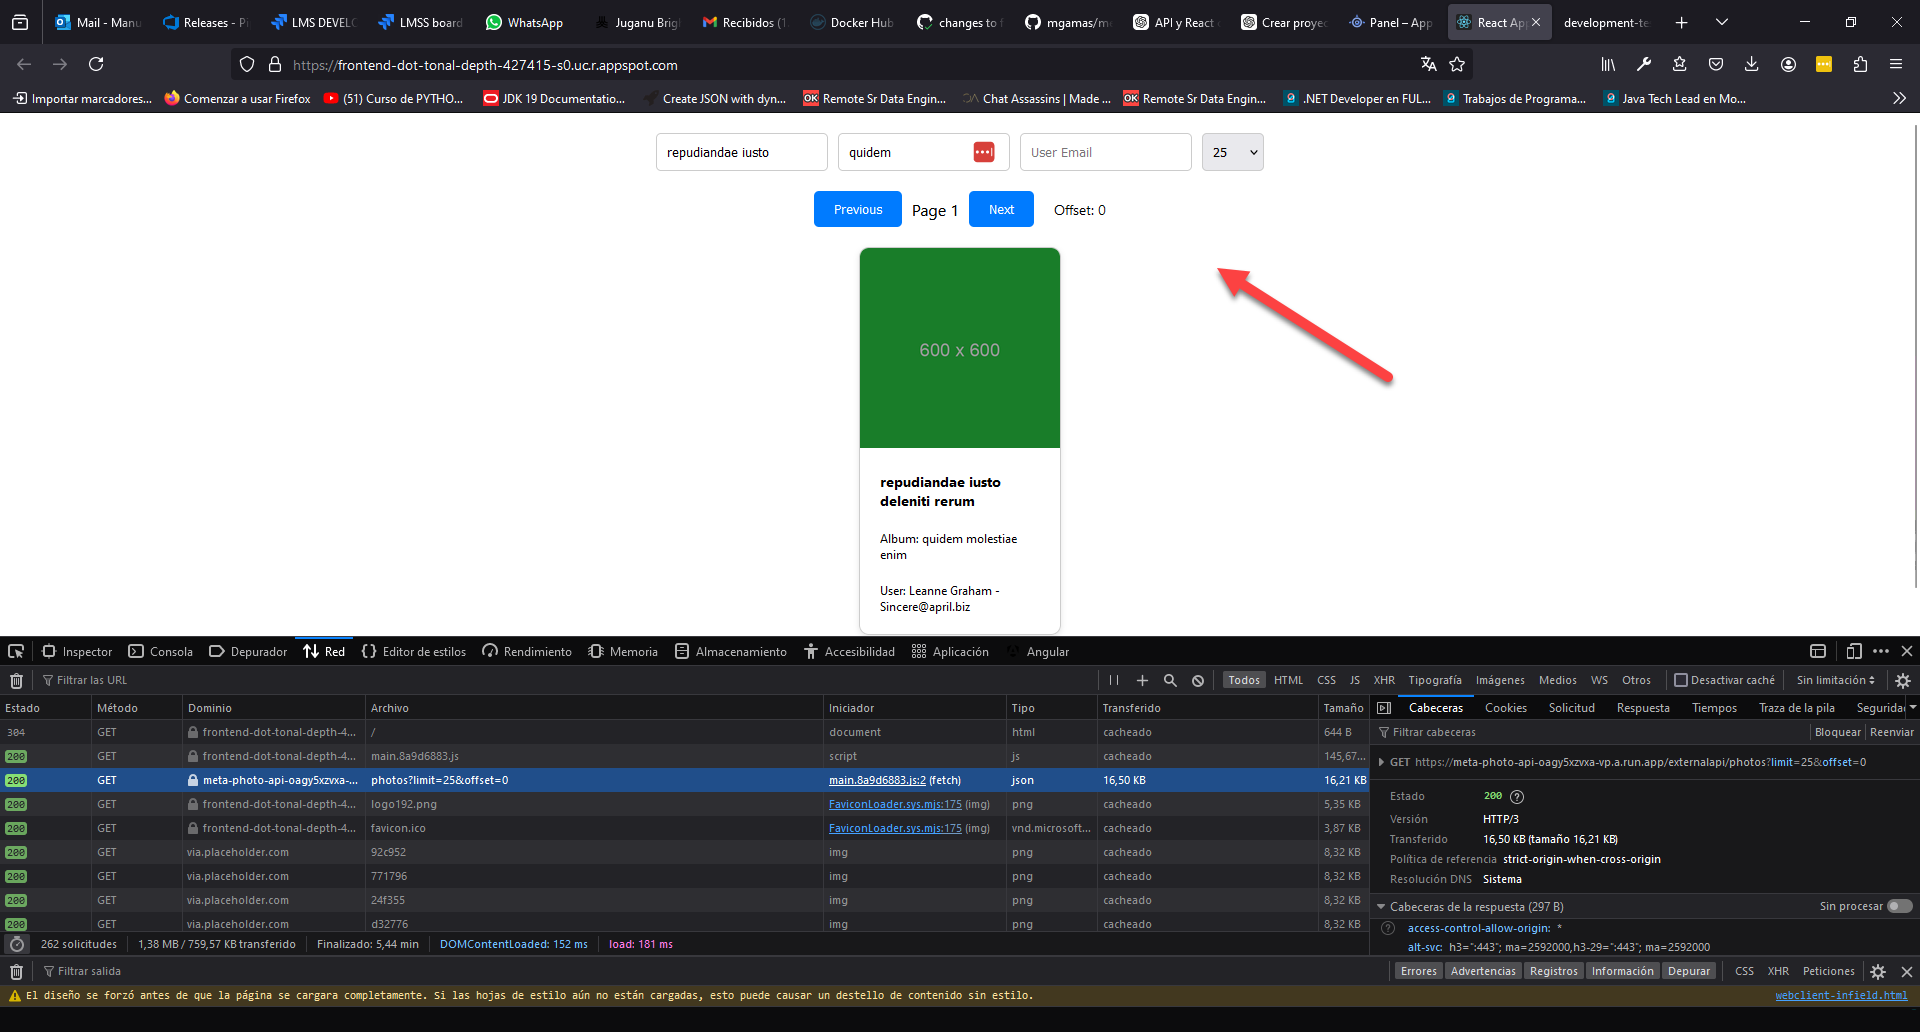 Mail - Manu
Releases - Pi
LMS DEVELO
LMSS board
WhatsApp
Juganu Brigh
Recibidos (1
Docker Hub
changes to f
mgamas/me
API y React
Crear proyec
Panel – App
React Ap
development-te
https://frontend-dot-tonal-depth-427415-s0.uc.r.appspot.com
Importar marcadores...
Comenzar a usar Firefox
(51) Curso de PYTHO...
JDK 19 Documentatio...
Create JSON with dyn...
Remote Sr Data Engin...
Chat Assassins | Made ...
Remote Sr Data Engin...
.NET Developer en FUL...
Trabajos de Programa...
Java Tech Lead en Mo...
repudiandae iusto
quidem
User Email
25
Previous
Page 1
Next
Offset: 0
600 x 600
repudiandae iusto
deleniti rerum
Album: quidem molestiae
enim
User: Leanne Graham -
Sincere@april.biz
Inspector
Consola
Depurador
Red
Editor de estilos
Rendimiento
Memoria
Almacenamiento
Accesibilidad
Aplicación
Angular
Filtrar las URL
Todos
HTML
CSS
JS
XHR
Tipografía
Imágenes
Medios
WS
Otros
Desactivar caché
Sin limitación
Estado Método Dominio Archivo Iniciador Tipo Transferido Tamaño
304 GET frontend-dot-tonal-depth-4... / document html cacheado 644 B
200 GET frontend-dot-tonal-depth-4... main.8a9d6883.js script js cacheado 145,67...
200 GET meta-photo-api-oagy5xzvxa-... photos?limit=25&offset=0 main.8a9d6883.js:2 (fetch) json 16,50 KB 16,21 KB
200 GET frontend-dot-tonal-depth-4... logo192.png FaviconLoader.sys.mjs:175 (img) png cacheado 5,35 KB
200 GET frontend-dot-tonal-depth-4... favicon.ico FaviconLoader.sys.mjs:175 (img) vnd.microsoft... cacheado 3,87 KB
200 GET via.placeholder.com 92c952 img png cacheado 8,32 KB
200 GET via.placeholder.com 771796 img png cacheado 8,32 KB
200 GET via.placeholder.com 24f355 img png cacheado 8,32 KB
200 GET via.placeholder.com d32776 img png cacheado 8,32 KB
262 solicitudes
1,38 MB / 759,57 KB transferido
Finalizado: 5,44 min
DOMContentLoaded: 152 ms
load: 181 ms
Cabeceras
Cookies
Solicitud
Respuesta
Tiempos
Traza de la pila
Seguridad
Filtrar cabeceras
Bloquear
Reenviar
GET https://meta-photo-api-oagy5xzvxa-vp.a.run.app/externalapi/photos?limit=25&offset=0
Estado 200
Versión HTTP/3
Transferido 16,50 KB (tamaño 16,21 KB)
Política de referencia strict-origin-when-cross-origin
Resolución DNS Sistema
Cabeceras de la respuesta (297 B)
Sin procesar
access-control-allow-origin: *
alt-svc: h3=":443"; ma=2592000,h3-29=":443"; ma=2592000
Filtrar salida
Errores
Advertencias
Registros
Información
Depurar
CSS
XHR
Peticiones
El diseño se forzó antes de que la página se cargara completamente. Si las hojas de estilo aún no están cargadas, esto puede causar un destello de contenido sin estilo.
webclient-infield.html